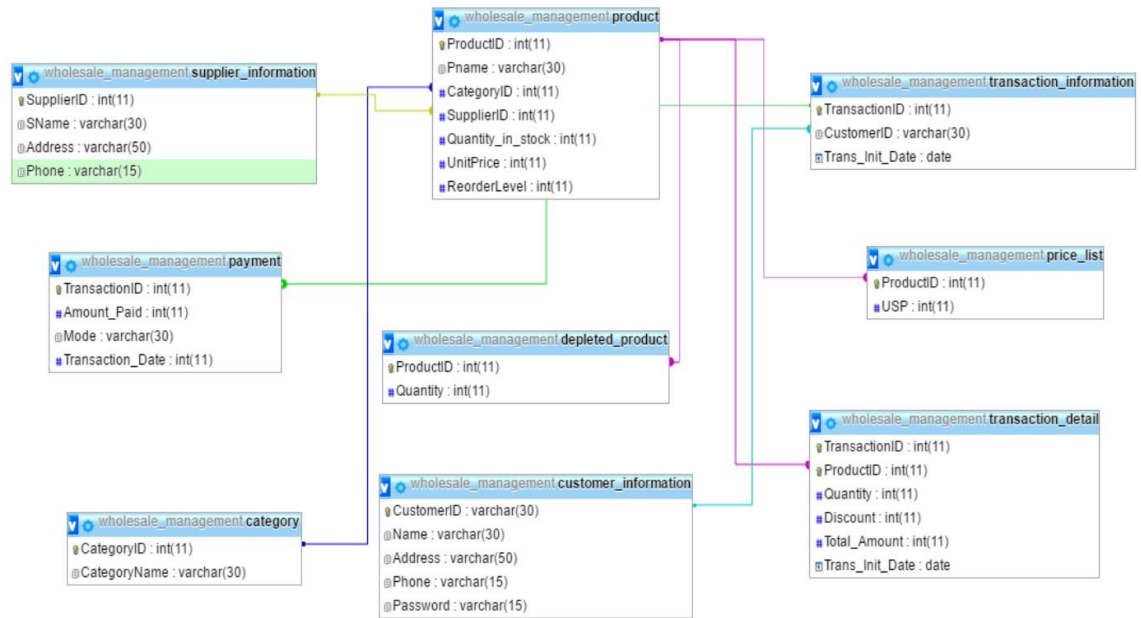 wholesale_management product
ProductID : int(11)
Pname : varchar(30)
CategoryID : int(11)
SupplierID : int(11)
Quantity_in_stock : int(11)
UnitPrice : int(11)
ReorderLevel : int(11)
wholesale_management supplier_information
SupplierID : int(11)
SName : varchar(30)
Address : varchar(50)
Phone : varchar(15)
wholesale_management transaction_information
TransactionID : int(11)
CustomerID : varchar(30)
Trans_Init_Date : date
wholesale_management payment
TransactionID : int(11)
Amount_Paid : int(11)
Mode : varchar(30)
Transaction_Date : int(11)
wholesale_management price_list
ProductID : int(11)
USP : int(11)
wholesale_management depleted_product
ProductID : int(11)
Quantity : int(11)
wholesale_management transaction_detail
TransactionID : int(11)
ProductID : int(11)
Quantity : int(11)
Discount : int(11)
Total_Amount : int(11)
Trans_Init_Date : date
wholesale_management customer_information
CustomerID : varchar(30)
Name : varchar(30)
Address : varchar(50)
Phone : varchar(15)
Password : varchar(15)
wholesale_management category
CategoryID : int(11)
CategoryName : varchar(30)